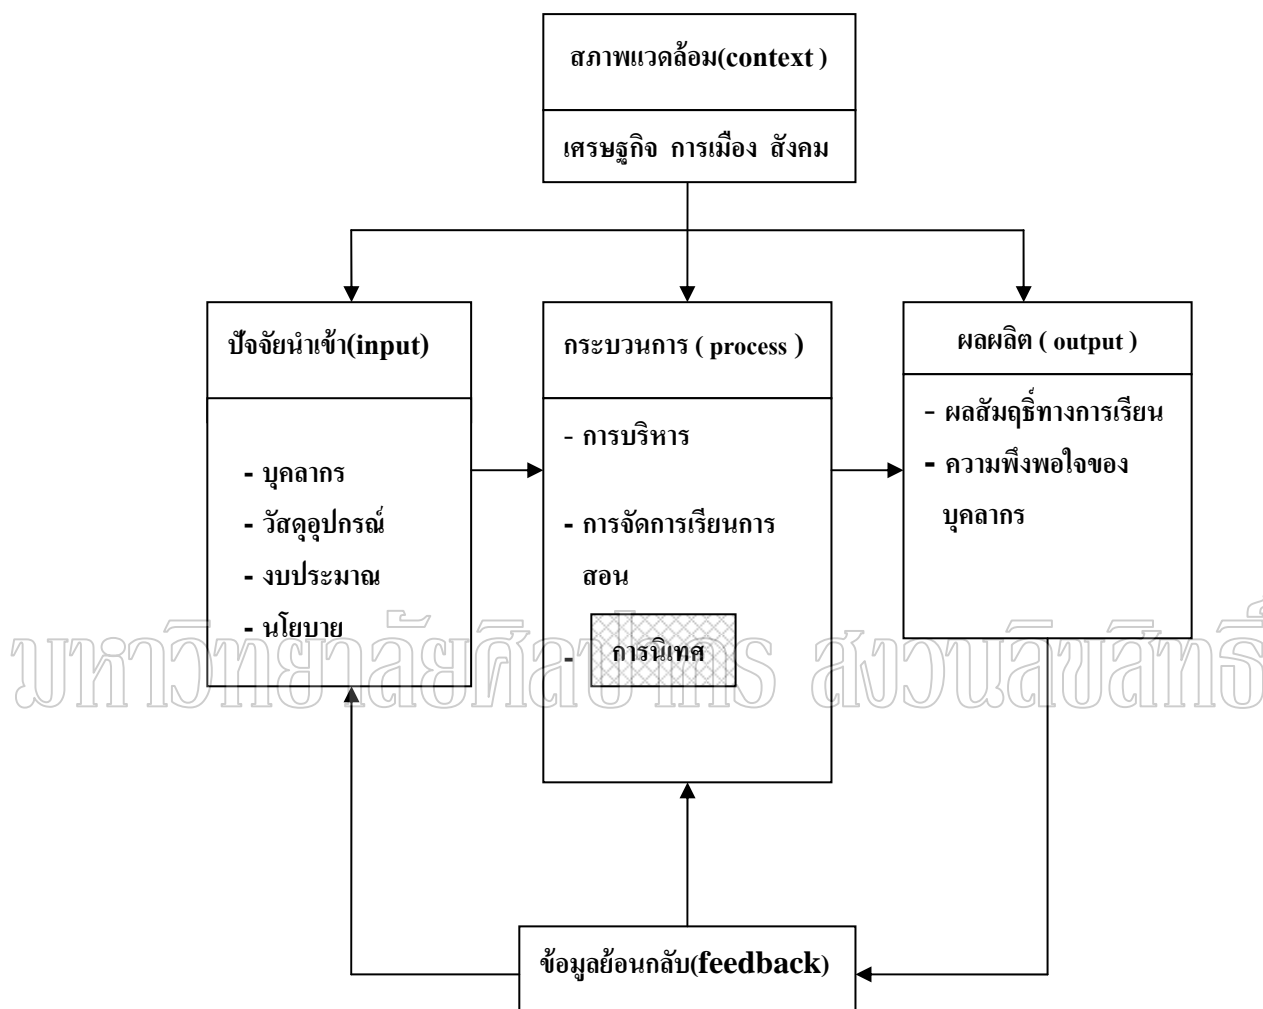 สภาพแวดล้อม(context )
เศรษฐกิจ การเมือง สังคม
ปัจจัยนำเข้า(input)
- บุคลากร
- วัสดุอุปกรณ์
- งบประมาณ
- นโยบาย
กระบวนการ ( process )
- การบริหาร
- การจัดการเรียนการ
สอน
- การนิเทศ
ผลผลิต ( output )
- ผลสัมฤธิ์ทางการเรียน
- ความพึงพอใจของ
บุคลากร
มหาวิทยาลัยศิลปากร สงวนลิขสิทธิ์
ข้อมูลย้อนกลับ(feedback)